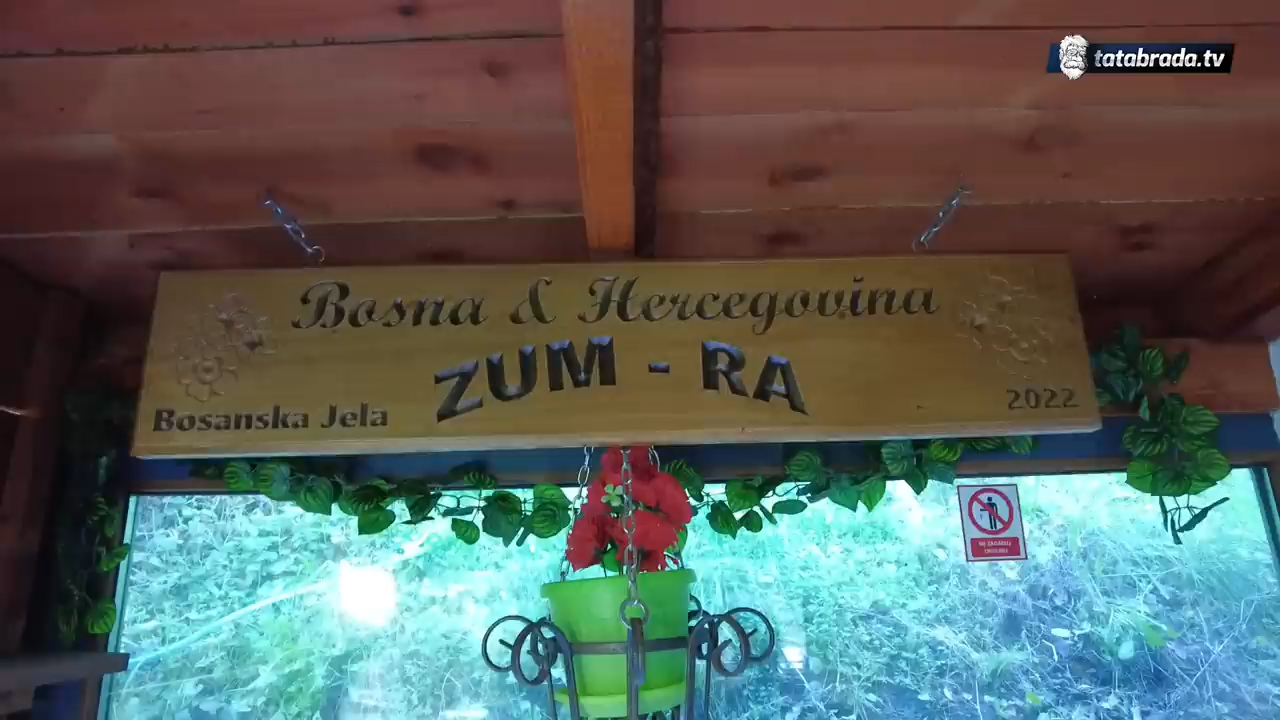 tatabrada.tv
Bosna & Hercegovina
ZUM - RA
Bosanska Jela
2022